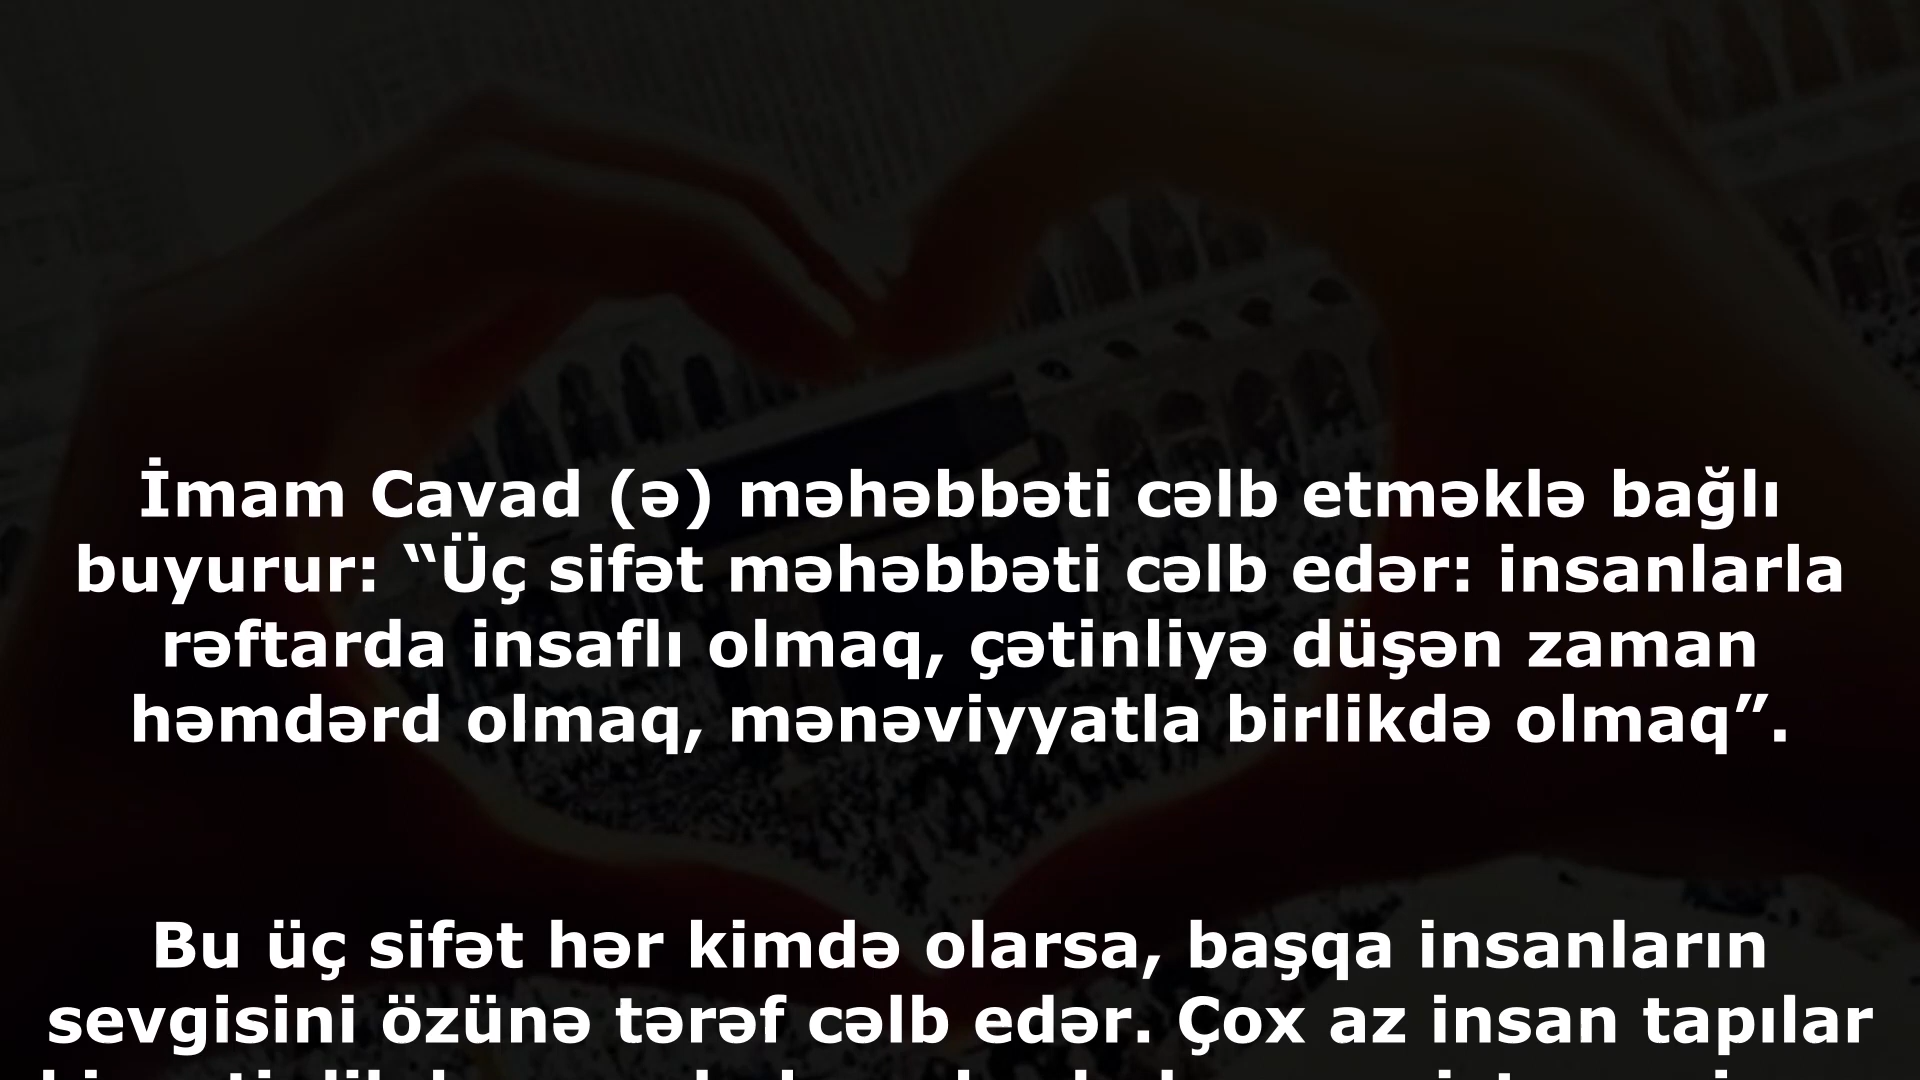 İmam Cavad (ə) məhəbbəti cəlb etməklə bağlı
buyurur: “Üç sifət məhəbbəti cəlb edər: insanlarla
rəftarda insaflı olmaq, çətinliyə düşən zaman
həmdərd olmaq, mənəviyyatla birlikdə olmaq”.
Bu üç sifət hər kimdə olarsa, başqa insanların
sevgisini özünə tərəf cəlb edər. Çox az insan tapılar